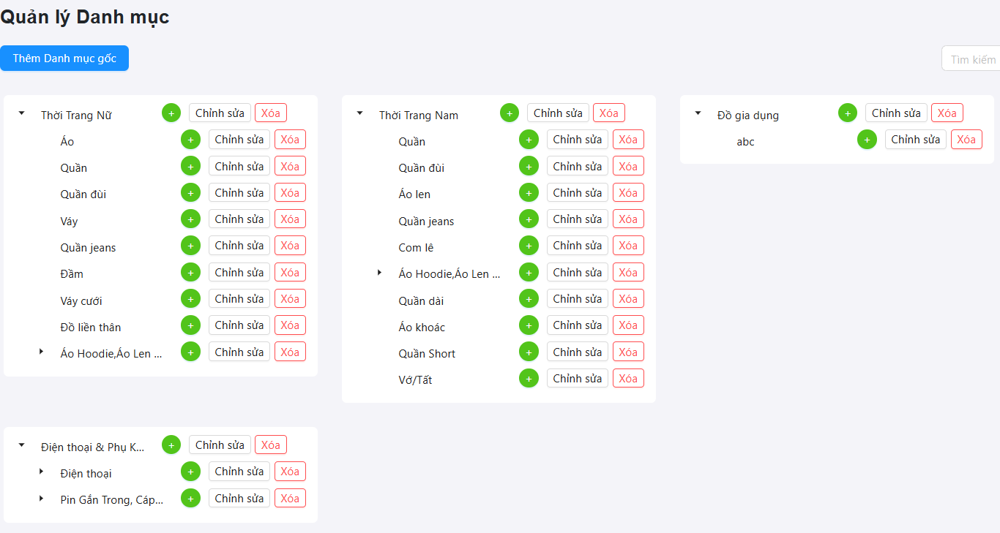 Quản lý Danh mục
Thêm Danh mục gốc
Tìm kiếm
Thời Trang Nữ + Chỉnh sửa Xóa
Áo + Chỉnh sửa Xóa
Quần + Chỉnh sửa Xóa
Quần đùi + Chỉnh sửa Xóa
Váy + Chỉnh sửa Xóa
Quần jeans + Chỉnh sửa Xóa
Đầm + Chỉnh sửa Xóa
Váy cưới + Chỉnh sửa Xóa
Đồ liền thân + Chỉnh sửa Xóa
Áo Hoodie,Áo Len ... + Chỉnh sửa Xóa
Thời Trang Nam + Chỉnh sửa Xóa
Quần + Chỉnh sửa Xóa
Quần đùi + Chỉnh sửa Xóa
Áo len + Chỉnh sửa Xóa
Quần jeans + Chỉnh sửa Xóa
Com lê + Chỉnh sửa Xóa
Áo Hoodie,Áo Len ... + Chỉnh sửa Xóa
Quần dài + Chỉnh sửa Xóa
Áo khoác + Chỉnh sửa Xóa
Quần Short + Chỉnh sửa Xóa
Vớ/Tất + Chỉnh sửa Xóa
Đồ gia dụng + Chỉnh sửa Xóa
abc + Chỉnh sửa Xóa
Điện thoại & Phụ K... + Chỉnh sửa Xóa
Điện thoại + Chỉnh sửa Xóa
Pin Gắn Trong, Cáp... + Chỉnh sửa Xóa